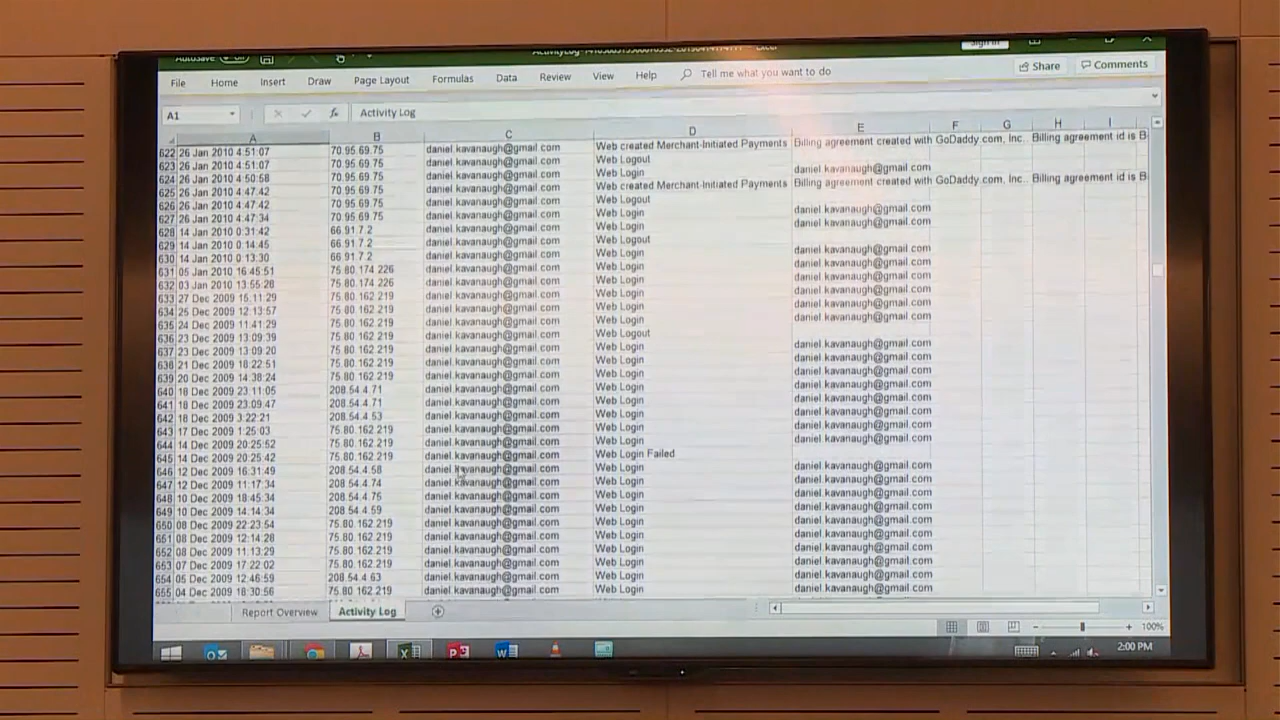 AutoSave
Sign in
File Home Insert Draw Page Layout Formulas Data Review View Help Tell me what you want to do Share Comments
A1 fx Activity Log
A B C D E F G H I
622 26 Jan 2010 4:51:07 70.95.69.75 daniel.kavanaugh@gmail.com Web created Merchant-Initiated Payments Billing agreement created with GoDaddy.com, Inc. Billing agreement id is B
623 26 Jan 2010 4:51:07 70.95.69.75 daniel.kavanaugh@gmail.com Web Logout
624 26 Jan 2010 4:50:58 70.95.69.75 daniel.kavanaugh@gmail.com Web Login daniel.kavanaugh@gmail.com
625 26 Jan 2010 4:47:42 70.95.69.75 daniel.kavanaugh@gmail.com Web created Merchant-Initiated Payments Billing agreement created with GoDaddy.com, Inc. Billing agreement id is B
626 26 Jan 2010 4:47:42 70.95.69.75 daniel.kavanaugh@gmail.com Web Logout
627 26 Jan 2010 4:47:34 70.95.69.75 daniel.kavanaugh@gmail.com Web Login daniel.kavanaugh@gmail.com
628 14 Jan 2010 0:31:42 66.91.7.2 daniel.kavanaugh@gmail.com Web Login daniel.kavanaugh@gmail.com
629 14 Jan 2010 0:14:45 66.91.7.2 daniel.kavanaugh@gmail.com Web Logout
630 14 Jan 2010 0:13:30 66.91.7.2 daniel.kavanaugh@gmail.com Web Login daniel.kavanaugh@gmail.com
631 05 Jan 2010 16:45:51 75.80.174.226 daniel.kavanaugh@gmail.com Web Login daniel.kavanaugh@gmail.com
632 03 Jan 2010 13:55:28 75.80.174.226 daniel.kavanaugh@gmail.com Web Login daniel.kavanaugh@gmail.com
633 27 Dec 2009 15:11:29 75.80.162.219 daniel.kavanaugh@gmail.com Web Login daniel.kavanaugh@gmail.com
634 25 Dec 2009 12:13:57 75.80.162.219 daniel.kavanaugh@gmail.com Web Login daniel.kavanaugh@gmail.com
635 24 Dec 2009 11:41:29 75.80.162.219 daniel.kavanaugh@gmail.com Web Login daniel.kavanaugh@gmail.com
636 23 Dec 2009 13:09:39 75.80.162.219 daniel.kavanaugh@gmail.com Web Logout
637 23 Dec 2009 13:09:20 75.80.162.219 daniel.kavanaugh@gmail.com Web Login daniel.kavanaugh@gmail.com
638 21 Dec 2009 18:22:51 75.80.162.219 daniel.kavanaugh@gmail.com Web Login daniel.kavanaugh@gmail.com
639 20 Dec 2009 14:38:24 75.80.162.219 daniel.kavanaugh@gmail.com Web Login daniel.kavanaugh@gmail.com
640 18 Dec 2009 23:11:05 208.54.4.71 daniel.kavanaugh@gmail.com Web Login daniel.kavanaugh@gmail.com
641 18 Dec 2009 23:09:47 208.54.4.71 daniel.kavanaugh@gmail.com Web Login daniel.kavanaugh@gmail.com
642 18 Dec 2009 3:22:21 208.54.4.53 daniel.kavanaugh@gmail.com Web Login daniel.kavanaugh@gmail.com
643 17 Dec 2009 1:25:03 75.80.162.219 daniel.kavanaugh@gmail.com Web Login daniel.kavanaugh@gmail.com
644 14 Dec 2009 20:25:52 75.80.162.219 daniel.kavanaugh@gmail.com Web Login daniel.kavanaugh@gmail.com
645 14 Dec 2009 20:25:42 75.80.162.219 daniel.kavanaugh@gmail.com Web Login Failed
646 12 Dec 2009 16:31:49 208.54.4.58 daniel.kavanaugh@gmail.com Web Login daniel.kavanaugh@gmail.com
647 12 Dec 2009 11:17:34 208.54.4.74 daniel.kavanaugh@gmail.com Web Login daniel.kavanaugh@gmail.com
648 10 Dec 2009 18:45:34 208.54.4.75 daniel.kavanaugh@gmail.com Web Login daniel.kavanaugh@gmail.com
649 10 Dec 2009 14:14:34 208.54.4.59 daniel.kavanaugh@gmail.com Web Login daniel.kavanaugh@gmail.com
650 08 Dec 2009 22:23:54 75.80.162.219 daniel.kavanaugh@gmail.com Web Login daniel.kavanaugh@gmail.com
651 08 Dec 2009 12:14:28 75.80.162.219 daniel.kavanaugh@gmail.com Web Login daniel.kavanaugh@gmail.com
652 08 Dec 2009 11:13:29 75.80.162.219 daniel.kavanaugh@gmail.com Web Login daniel.kavanaugh@gmail.com
653 07 Dec 2009 17:22:02 75.80.162.219 daniel.kavanaugh@gmail.com Web Login daniel.kavanaugh@gmail.com
654 05 Dec 2009 12:46:59 208.54.4.63 daniel.kavanaugh@gmail.com Web Login daniel.kavanaugh@gmail.com
655 04 Dec 2009 18:30:56 75.80.162.219 daniel.kavanaugh@gmail.com Web Login daniel.kavanaugh@gmail.com
Report Overview Activity Log
100%
2:00 PM